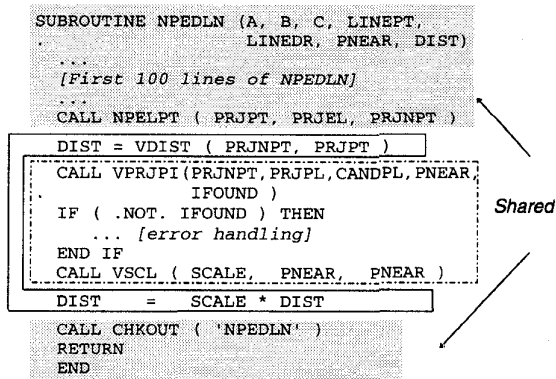 SUBROUTINE NPEDLN (A, B, C, LINEPT,
. LINEDR, PNEAR, DIST)
...
[First 100 lines of NPEDLN]
...
CALL NPELPT ( PRJPT, PRJEL, PRJNPT )
DIST = VDIST ( PRJNPT, PRJPT )
CALL VPRJPI(PRJNPT,PRJPL,CANDPL,PNEAR,
. IFOUND )
IF ( .NOT. IFOUND ) THEN
... [error handling]
END IF
CALL VSCL ( SCALE, PNEAR, PNEAR )
DIST = SCALE * DIST
CALL CHKOUT ( 'NPEDLN' )
RETURN
END
Shared